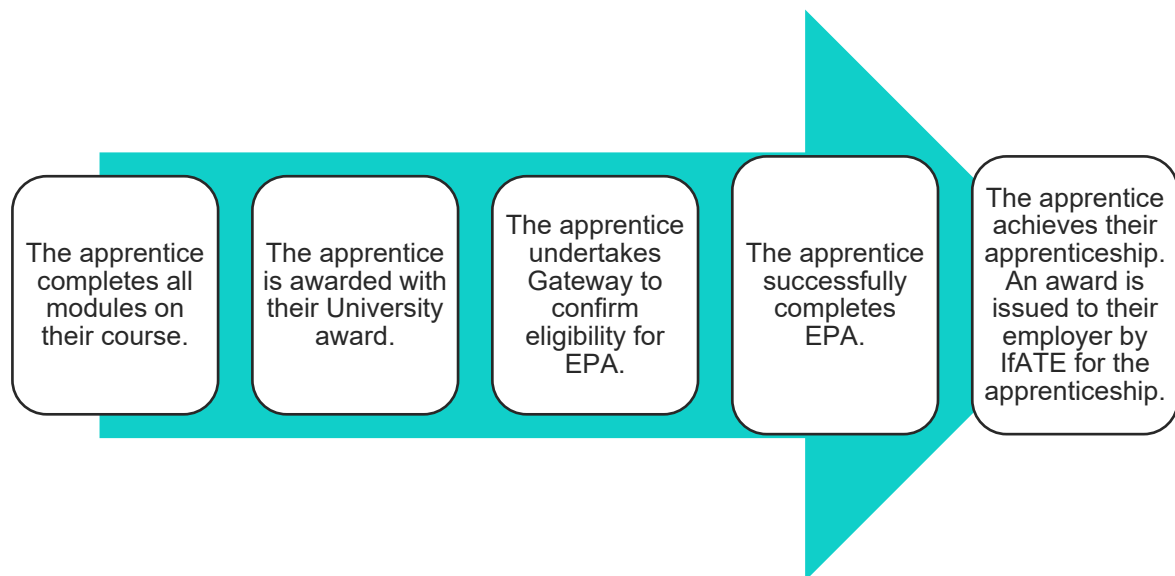 The apprentice
completes all
modules on
their course.
The apprentice
is awarded with
their University
award.
The apprentice
undertakes
Gateway to
confirm
eligibility for
EPA.
The apprentice
successfully
completes
EPA.
The apprentice
achieves their
apprenticeship.
An award is
issued to their
employer by
IfATE for the
apprenticeship.